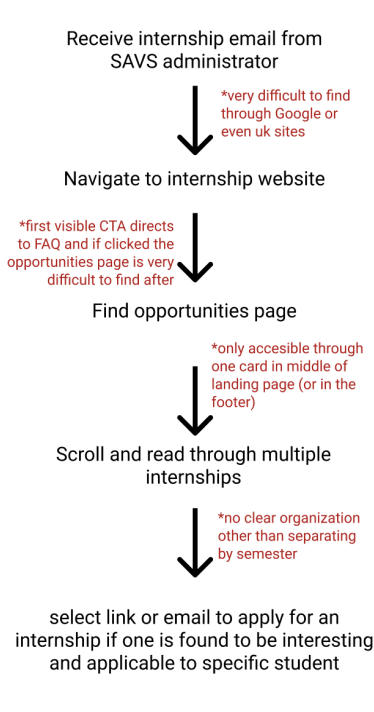 Receive internship email from
SAVS administrator
*very difficult to find
through Google or
even uk sites
Navigate to internship website
*first visible CTA directs
to FAQ and if clicked the
opportunities page is very
difficult to find after
Find opportunities page
*only accesible through
one card in middle of
landing page (or in the
footer)
Scroll and read through multiple
internships
*no clear organization
other than separating
by semester
select link or email to apply for an
internship if one is found to be interesting
and applicable to specific student